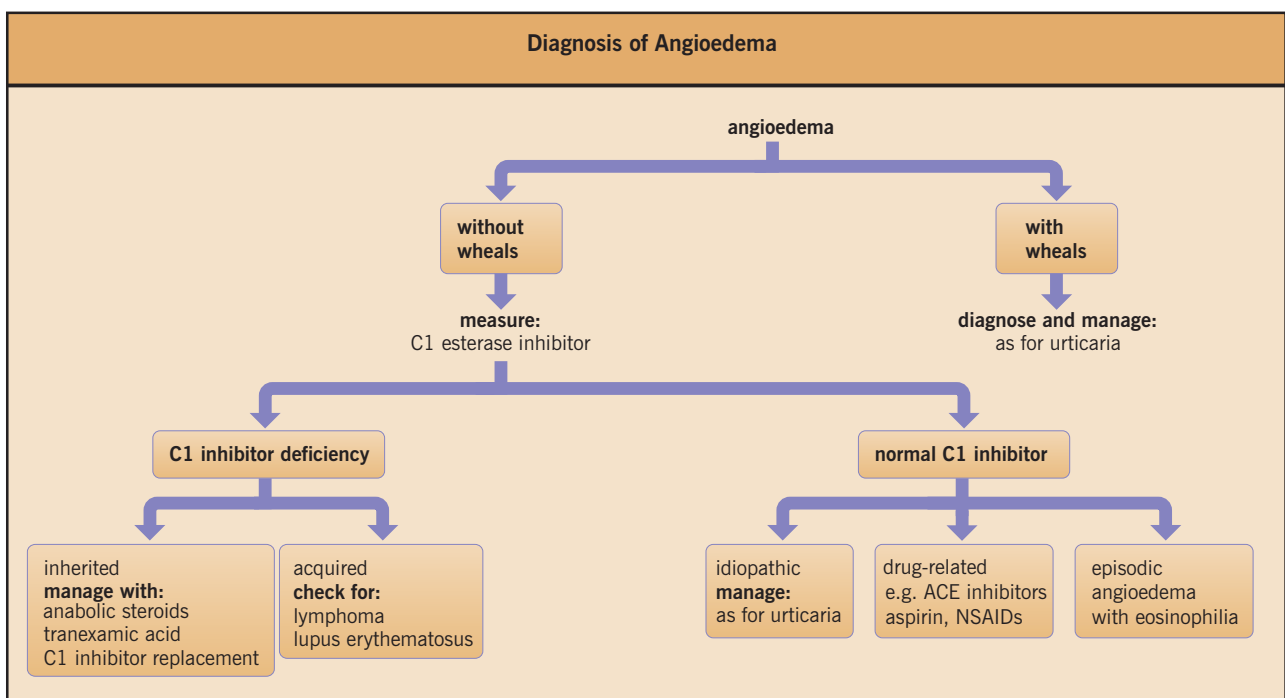 Diagnosis of Angioedema
angioedema
without
wheals
with
wheals
measure:
C1 esterase inhibitor
diagnose and manage:
as for urticaria
C1 inhibitor deficiency
normal C1 inhibitor
inherited
manage with:
anabolic steroids
tranexamic acid
C1 inhibitor replacement
acquired
check for:
lymphoma
lupus erythematosus
idiopathic
manage:
as for urticaria
drug-related
e.g. ACE inhibitors
aspirin, NSAIDs
episodic
angioedema
with eosinophilia